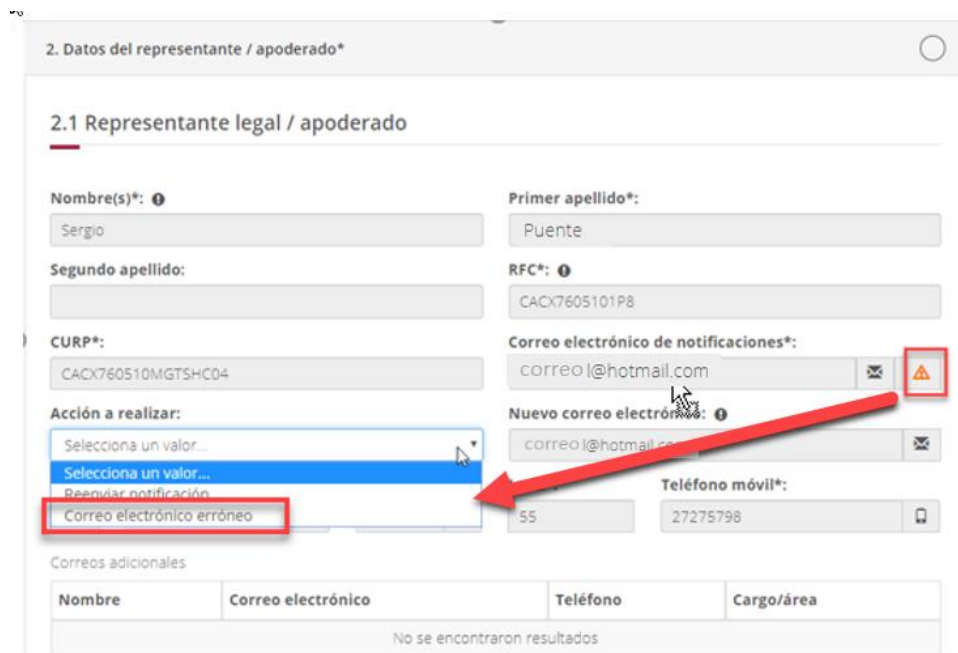 2. Datos del representante / apoderado*
2.1 Representante legal / apoderado
Nombre(s)*:
Primer apellido*:
Sergio
Puente
Segundo apellido:
RFC*:
CACX7605101P8
CURP*:
Correo electrónico de notificaciones*:
CACX760510MGTSHC04
correo l@hotmail.com
Acción a realizar:
Nuevo correo electrónico:
Selecciona un valor...
correo l@hotmail.com
Selecciona un valor...
Reenviar notificación
Teléfono móvil*:
Correo electrónico erróneo
55
27275798
Correos adicionales
Nombre
Correo electrónico
Teléfono
Cargo/área
No se encontraron resultados